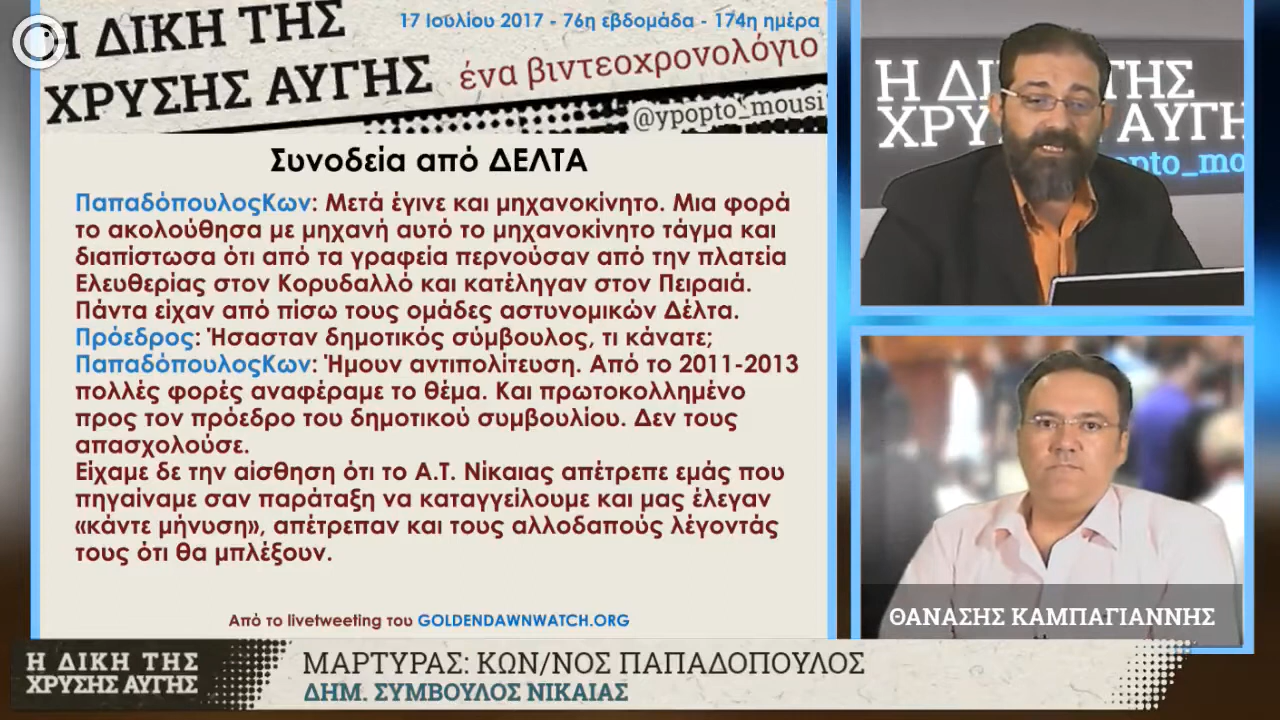 17 Ιουλίου 2017 - 76η εβδομάδα - 174η ημέρα
Η ΔΙΚΗ ΤΗΣ
ΧΡΥΣΗΣ ΑΥΓΗΣ
ένα βιντεοχρονολόγιο
@ypopto_mousi
Συνοδεία από ΔΕΛΤΑ
ΠαπαδόπουλοςΚων: Μετά έγινε και μηχανοκίνητο. Μια φορά
το ακολούθησα με μηχανή αυτό το μηχανοκίνητο τάγμα και
διαπίστωσα ότι από τα γραφεία περνούσαν από την πλατεία
Ελευθερίας στον Κορυδαλλό και κατέληγαν στον Πειραιά.
Πάντα είχαν από πίσω τους ομάδες αστυνομικών Δέλτα.
Πρόεδρος: Ήσασταν δημοτικός σύμβουλος, τι κάνατε;
ΠαπαδόπουλοςΚων: Ήμουν αντιπολίτευση. Από το 2011-2013
πολλές φορές αναφέραμε το θέμα. Και πρωτοκολλημένο
προς τον πρόεδρο του δημοτικού συμβουλίου. Δεν τους
απασχολούσε.
Είχαμε δε την αίσθηση ότι το Α.Τ. Νίκαιας απέτρεπε εμάς που
πηγαίναμε σαν παράταξη να καταγγείλουμε και μας έλεγαν
«κάντε μήνυση», απέτρεπαν και τους αλλοδαπούς λέγοντάς
τους ότι θα μπλέξουν.
Από το livetweeting του GOLDENDAWNWATCH.ORG
Η ΔΙ ΤΗΣ
ΧΡΥ ΑΥΓΗ
opto_mo
ΘΑΝΑΣΗΣ ΚΑΜΠΑΓΙΑΝΝΗΣ
Η ΔΙΚΗ ΤΗΣ
ΧΡΥΣΗΣ ΑΥΓΗΣ
ΜΑΡΤΥΡΑΣ: ΚΩΝ/ΝΟΣ ΠΑΠΑΔΟΠΟΥΛΟΣ
ΔΗΜ. ΣΥΜΒΟΥΛΟΣ ΝΙΚΑΙΑΣ